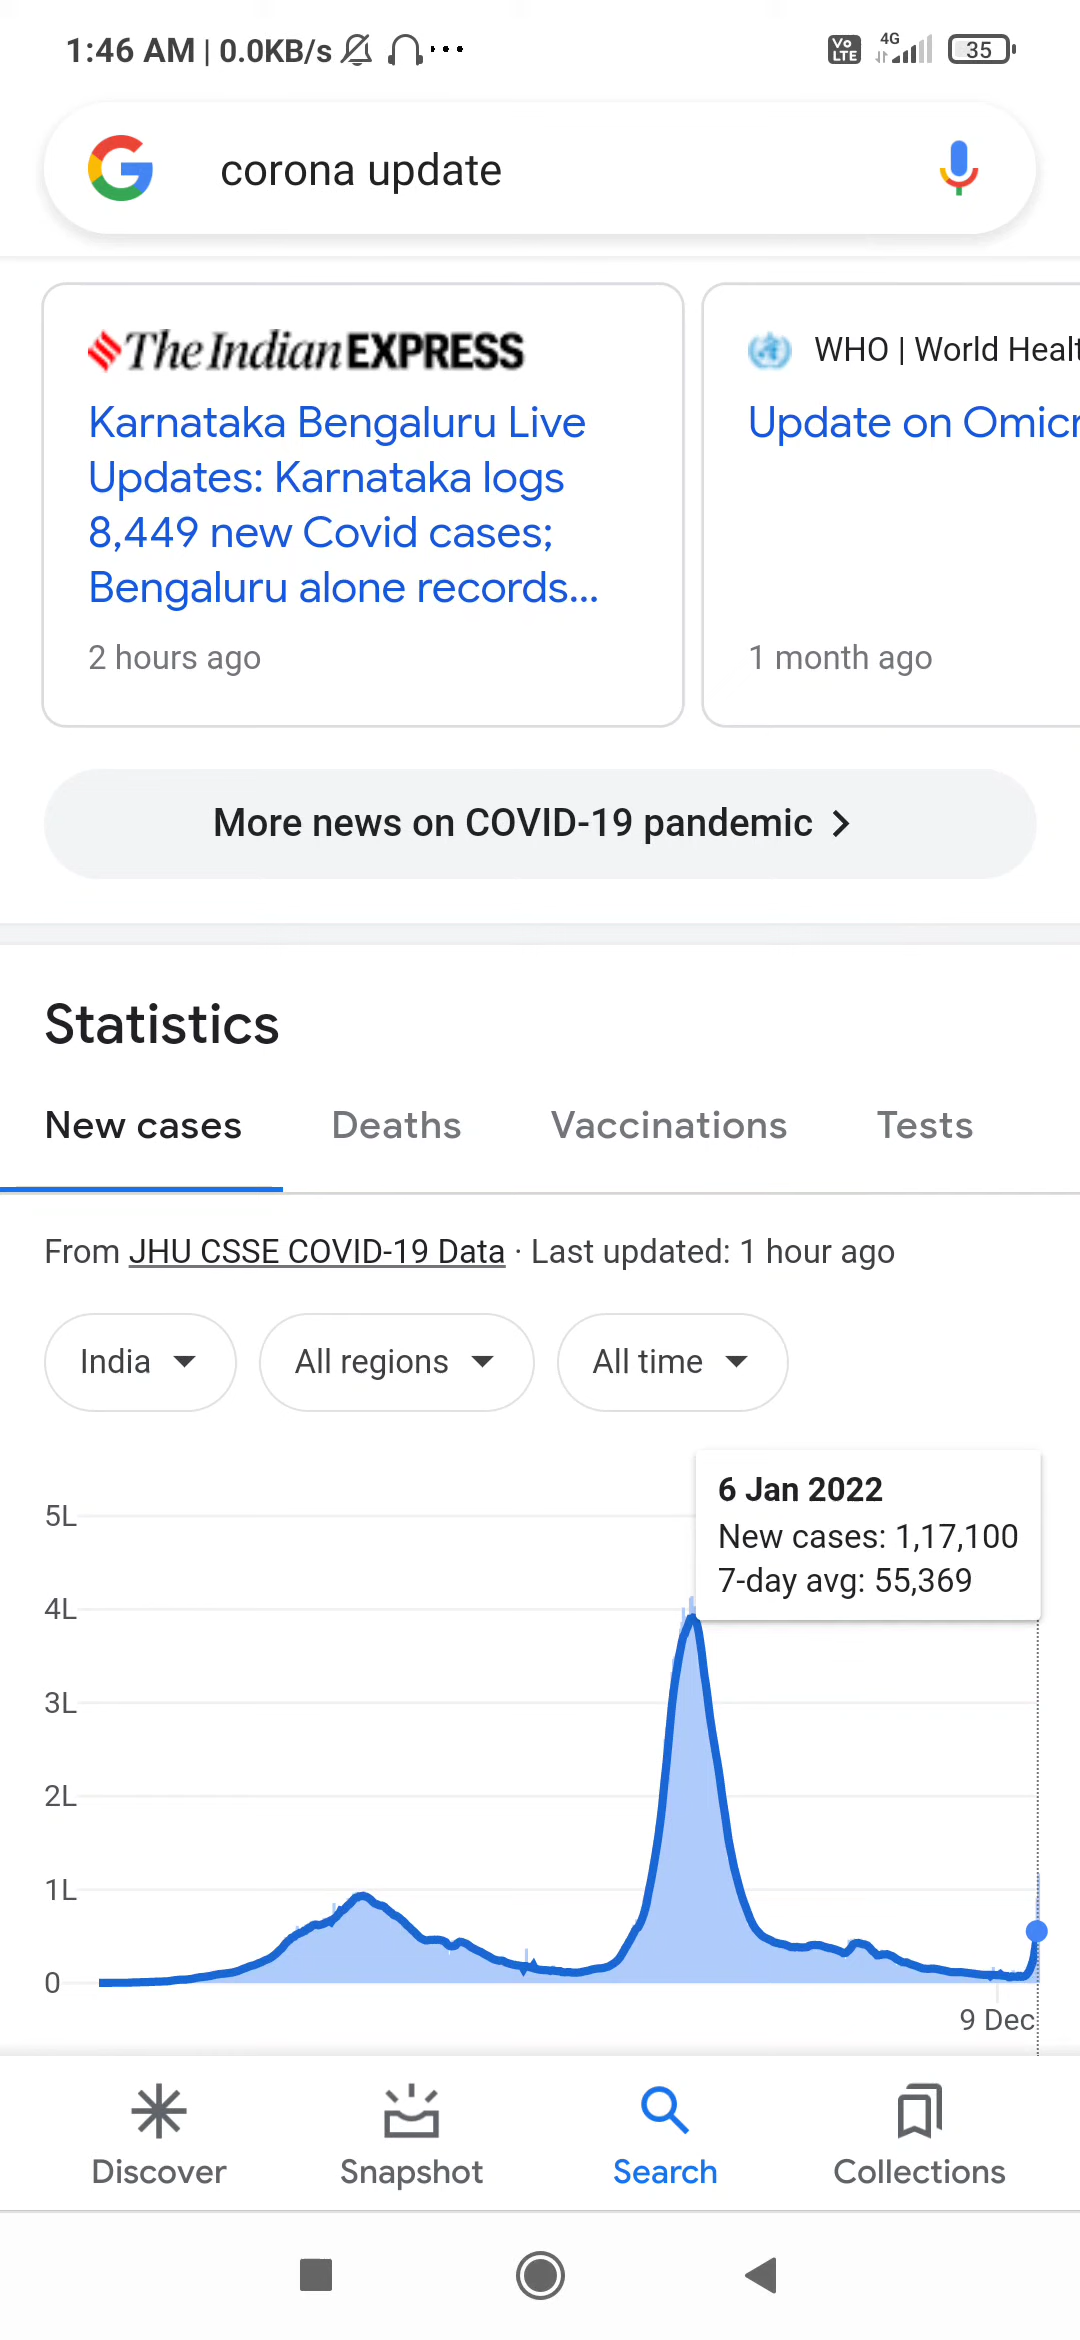 1:46 AM | 0.0KB/s ...
Vo LTE 4G 35
corona update
The Indian EXPRESS
Karnataka Bengaluru Live
Updates: Karnataka logs
8,449 new Covid cases;
Bengaluru alone records...
2 hours ago
WHO | World Healt
Update on Omicr
1 month ago
More news on COVID-19 pandemic
Statistics
New cases Deaths Vaccinations Tests
From JHU CSSE COVID-19 Data · Last updated: 1 hour ago
India All regions All time
6 Jan 2022
New cases: 1,17,100
7-day avg: 55,369
5L
4L
3L
2L
1L
0
9 Dec
Discover Snapshot Search Collections